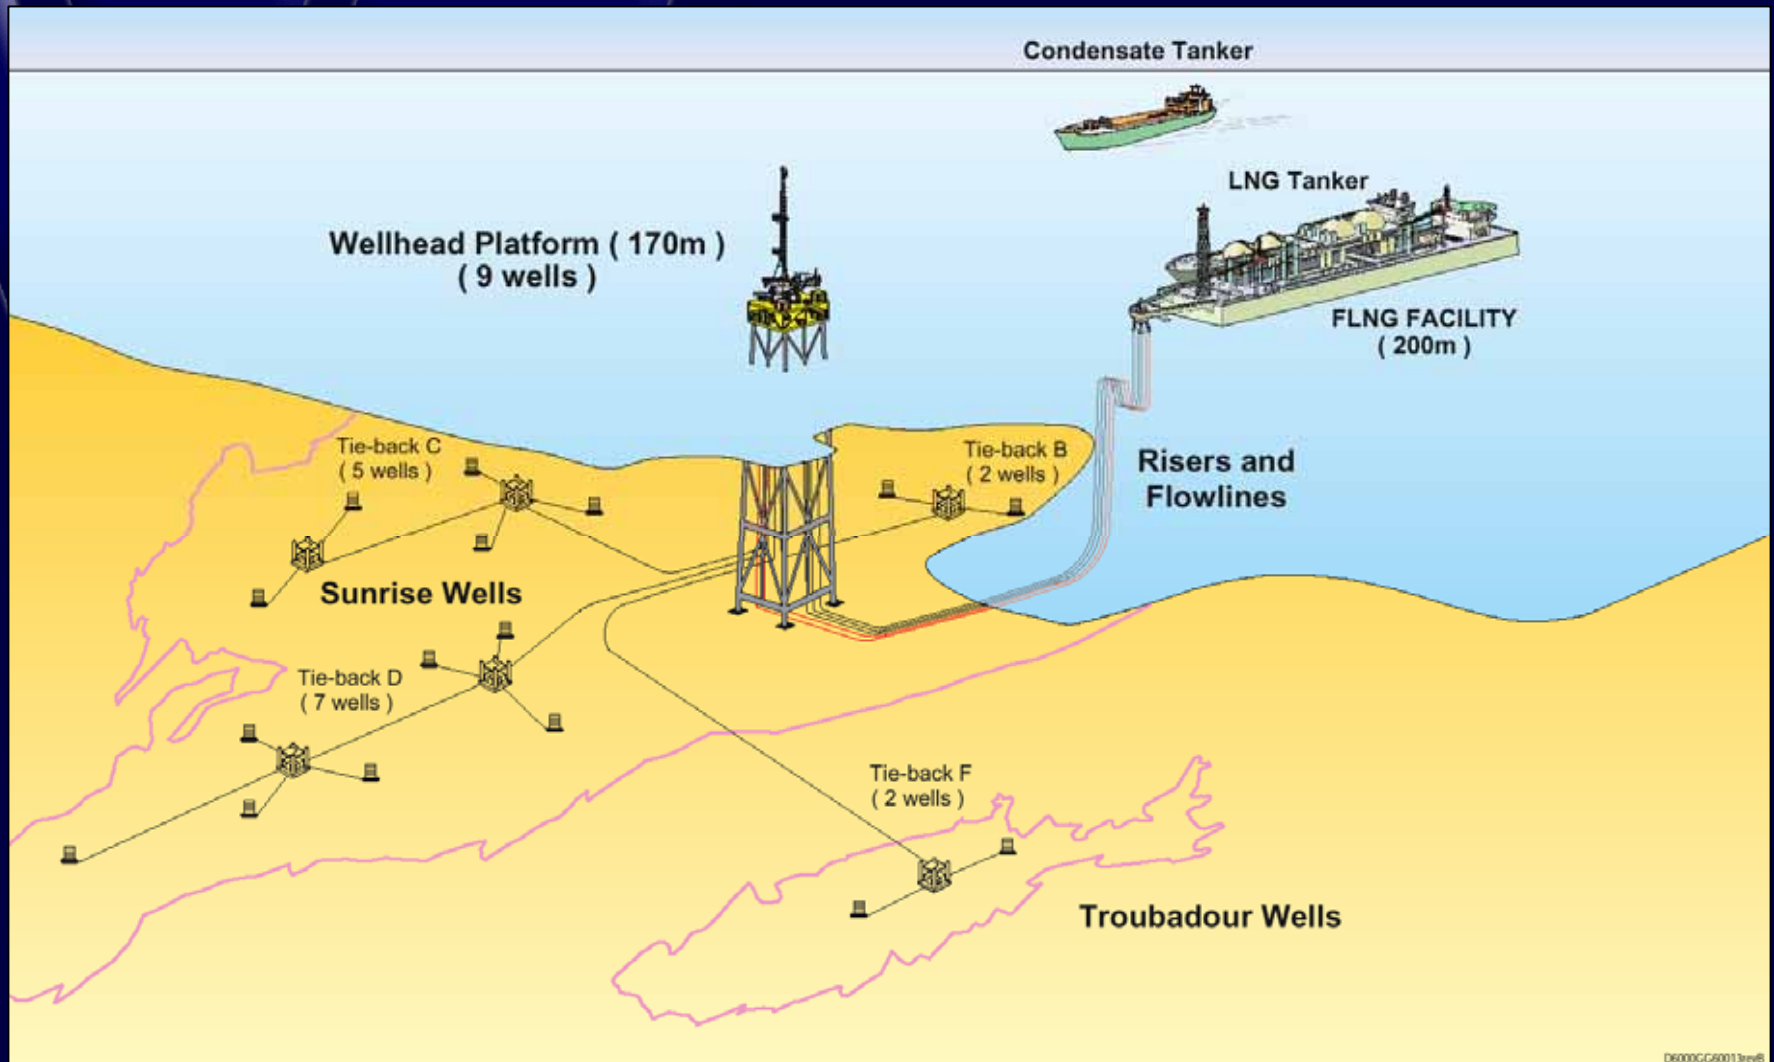 Condensate Tanker
LNG Tanker
Wellhead Platform ( 170m )
( 9 wells )
FLNG FACILITY
( 200m )
Tie-back C
( 5 wells )
Tie-back B
( 2 wells )
Risers and
Flowlines
Sunrise Wells
Tie-back D
( 7 wells )
Tie-back F
( 2 wells )
Troubadour Wells
D6000GG60013revB